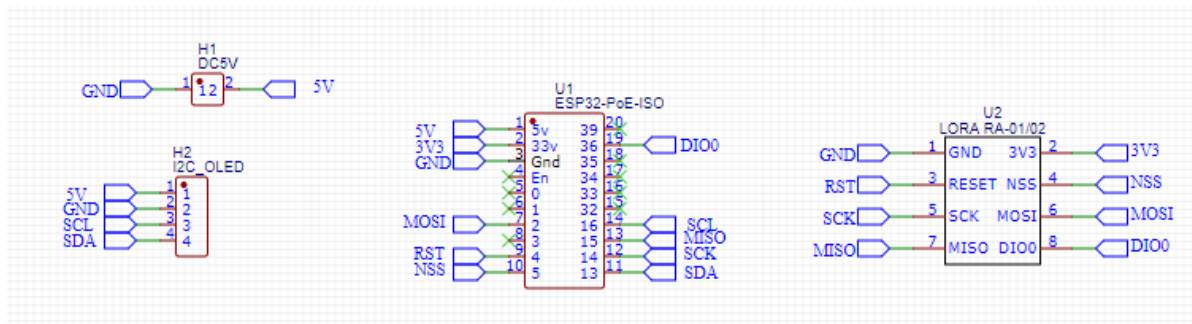 H1
DC5V
GND 1 12 2 5V
H2
I2C_OLED
5V 1 1
GND 2 2
SCL 3 3
SDA 4 4
U1
ESP32-PoE-ISO
5V 1 5v 39 20
3V3 2 33v 36 19 DIO0
GND 3 Gnd 35 18
4 En 34 17
5 0 33 16
6 1 32 15
MOSI 7 2 16 14 SCL
8 3 15 13 MISO
RST 9 4 14 12 SCK
NSS 10 5 13 11 SDA
U2
LORA RA-01/02
GND 1 GND 3V3 2 3V3
RST 3 RESET NSS 4 NSS
SCK 5 SCK MOSI 6 MOSI
MISO 7 MISO DIO0 8 DIO0